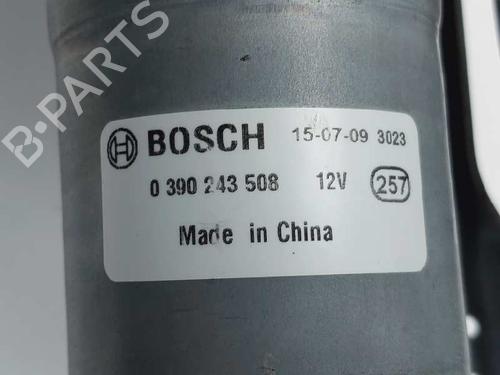 B-PARTS
BOSCH 15-07-09 3023
0 390 243 508 12V 257
Made in China